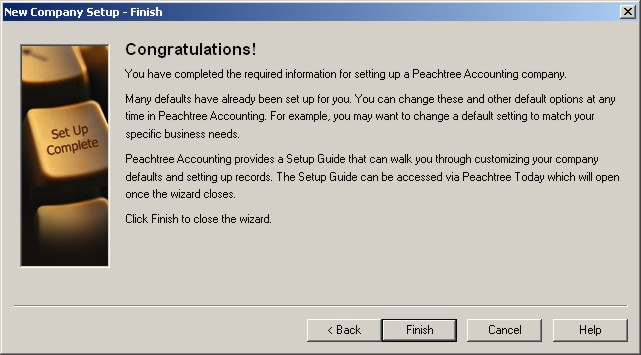 New Company Setup - Finish
Congratulations!
You have completed the required information for setting up a Peachtree Accounting company.
Many defaults have already been set up for you. You can change these and other default options at any
time in Peachtree Accounting. For example, you may want to change a default setting to match your
specific business needs.
Set Up
Complete
Peachtree Accounting provides a Setup Guide that can walk you through customizing your company
defaults and setting up records. The Setup Guide can be accessed via Peachtree Today which will open
once the wizard closes.
Click Finish to close the wizard.
< Back
Finish
Cancel
Help